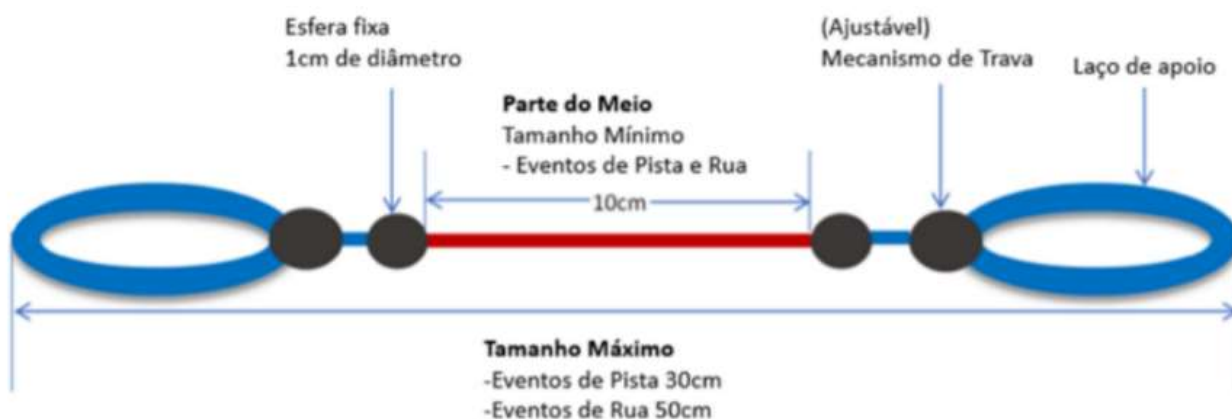 Esfera fixa
1cm de diâmetro
(Ajustável)
Mecanismo de Trava
Laço de apoio
Parte do Meio
Tamanho Mínimo
- Eventos de Pista e Rua
10cm
Tamanho Máximo
-Eventos de Pista 30cm
-Eventos de Rua 50cm